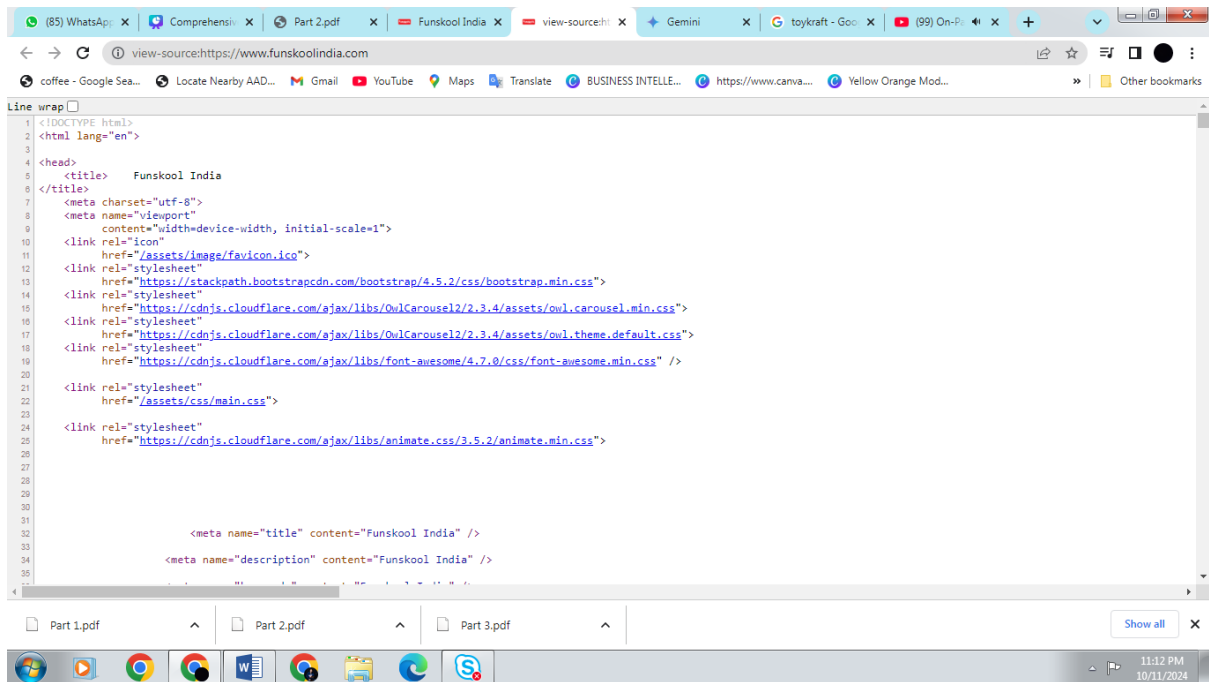 (85) WhatsApp
Comprehensiv
Part 2.pdf
Funskool India
view-source:ht
Gemini
toykraft - Goo
(99) On-Pa
view-source:https://www.funskoolindia.com
coffee - Google Sea...
Locate Nearby AAD...
Gmail
YouTube
Maps
Translate
BUSINESS INTELLE...
https://www.canva....
Yellow Orange Mod...
»
Other bookmarks
Line wrap
1 <!DOCTYPE html>
2 <html lang="en">
3
4 <head>
5 <title> Funskool India
6 </title>
7 <meta charset="utf-8">
8 <meta name="viewport"
9 content="width=device-width, initial-scale=1">
10 <link rel="icon"
11 href="/assets/image/favicon.ico">
12 <link rel="stylesheet"
13 href="https://stackpath.bootstrapcdn.com/bootstrap/4.5.2/css/bootstrap.min.css">
14 <link rel="stylesheet"
15 href="https://cdnjs.cloudflare.com/ajax/libs/OwlCarousel2/2.3.4/assets/owl.carousel.min.css">
16 <link rel="stylesheet"
17 href="https://cdnjs.cloudflare.com/ajax/libs/OwlCarousel2/2.3.4/assets/owl.theme.default.css">
18 <link rel="stylesheet"
19 href="https://cdnjs.cloudflare.com/ajax/libs/font-awesome/4.7.0/css/font-awesome.min.css" />
20
21 <link rel="stylesheet"
22 href="/assets/css/main.css">
23
24 <link rel="stylesheet"
25 href="https://cdnjs.cloudflare.com/ajax/libs/animate.css/3.5.2/animate.min.css">
26
27
28
29
30
31
32 <meta name="title" content="Funskool India" />
33
34 <meta name="description" content="Funskool India" />
35
Part 1.pdf
Part 2.pdf
Part 3.pdf
Show all
11:12 PM
10/11/2024